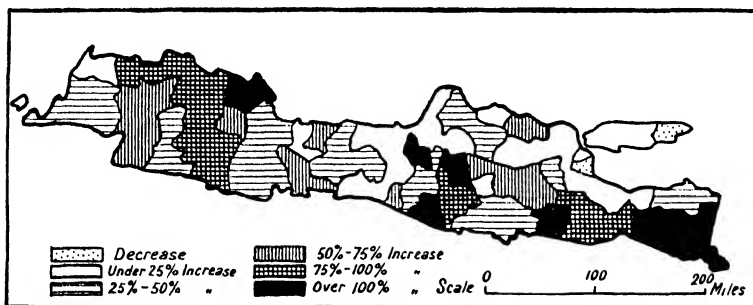 Decrease
Under 25% Increase
25%-50% "
50%-75% Increase
75%-100% "
Over 100% "
Scale 0 100 200 Miles